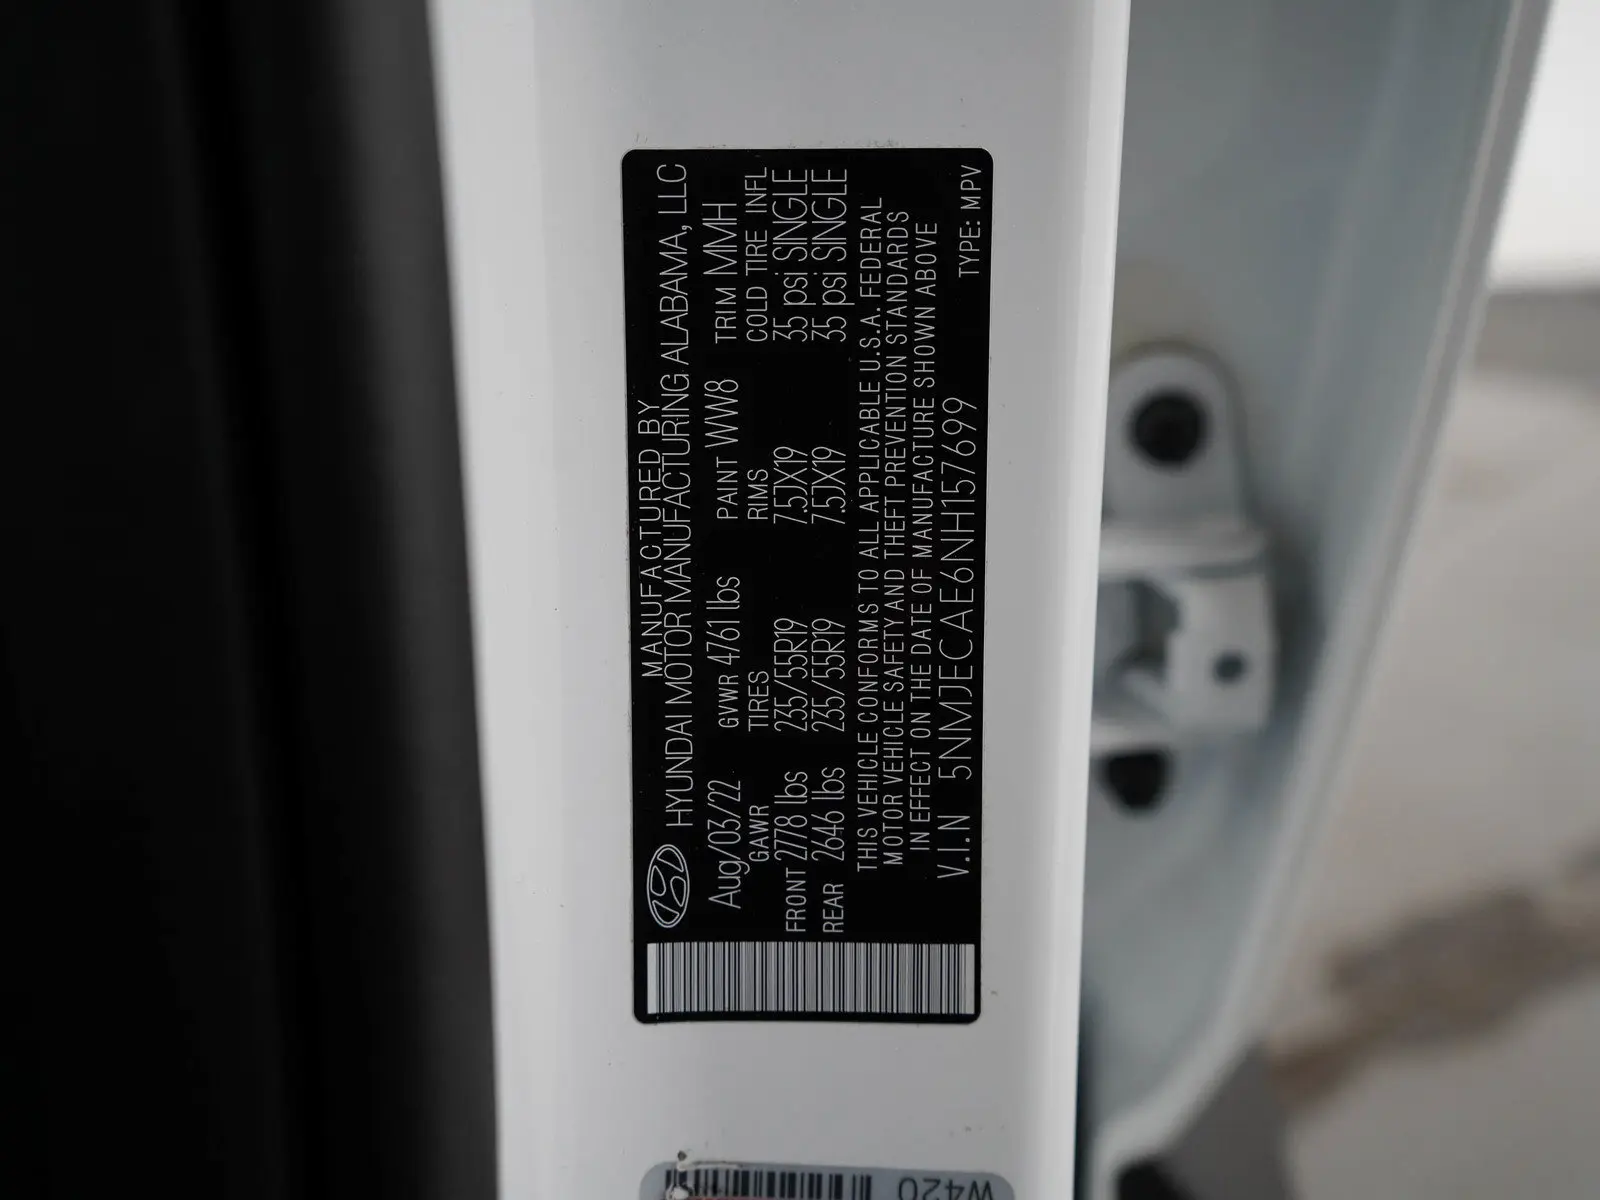 MANUFACTURED BY
HYUNDAI MOTOR MANUFACTURING ALABAMA, LLC
Aug/03/22 GVWR 4761 lbs PAINT WW8 TRIM MMH
GAWR TIRES RIMS COLD TIRE INFL
FRONT 2778 lbs 235/55R19 7.5JX19 35 psi SINGLE
REAR 2646 lbs 235/55R19 7.5JX19 35 psi SINGLE
THIS VEHICLE CONFORMS TO ALL APPLICABLE U.S.A. FEDERAL
MOTOR VEHICLE SAFETY AND THEFT PREVENTION STANDARDS
IN EFFECT ON THE DATE OF MANUFACTURE SHOWN ABOVE
V.I.N 5NMJECAE6NH157699
TYPE: MPV
W420